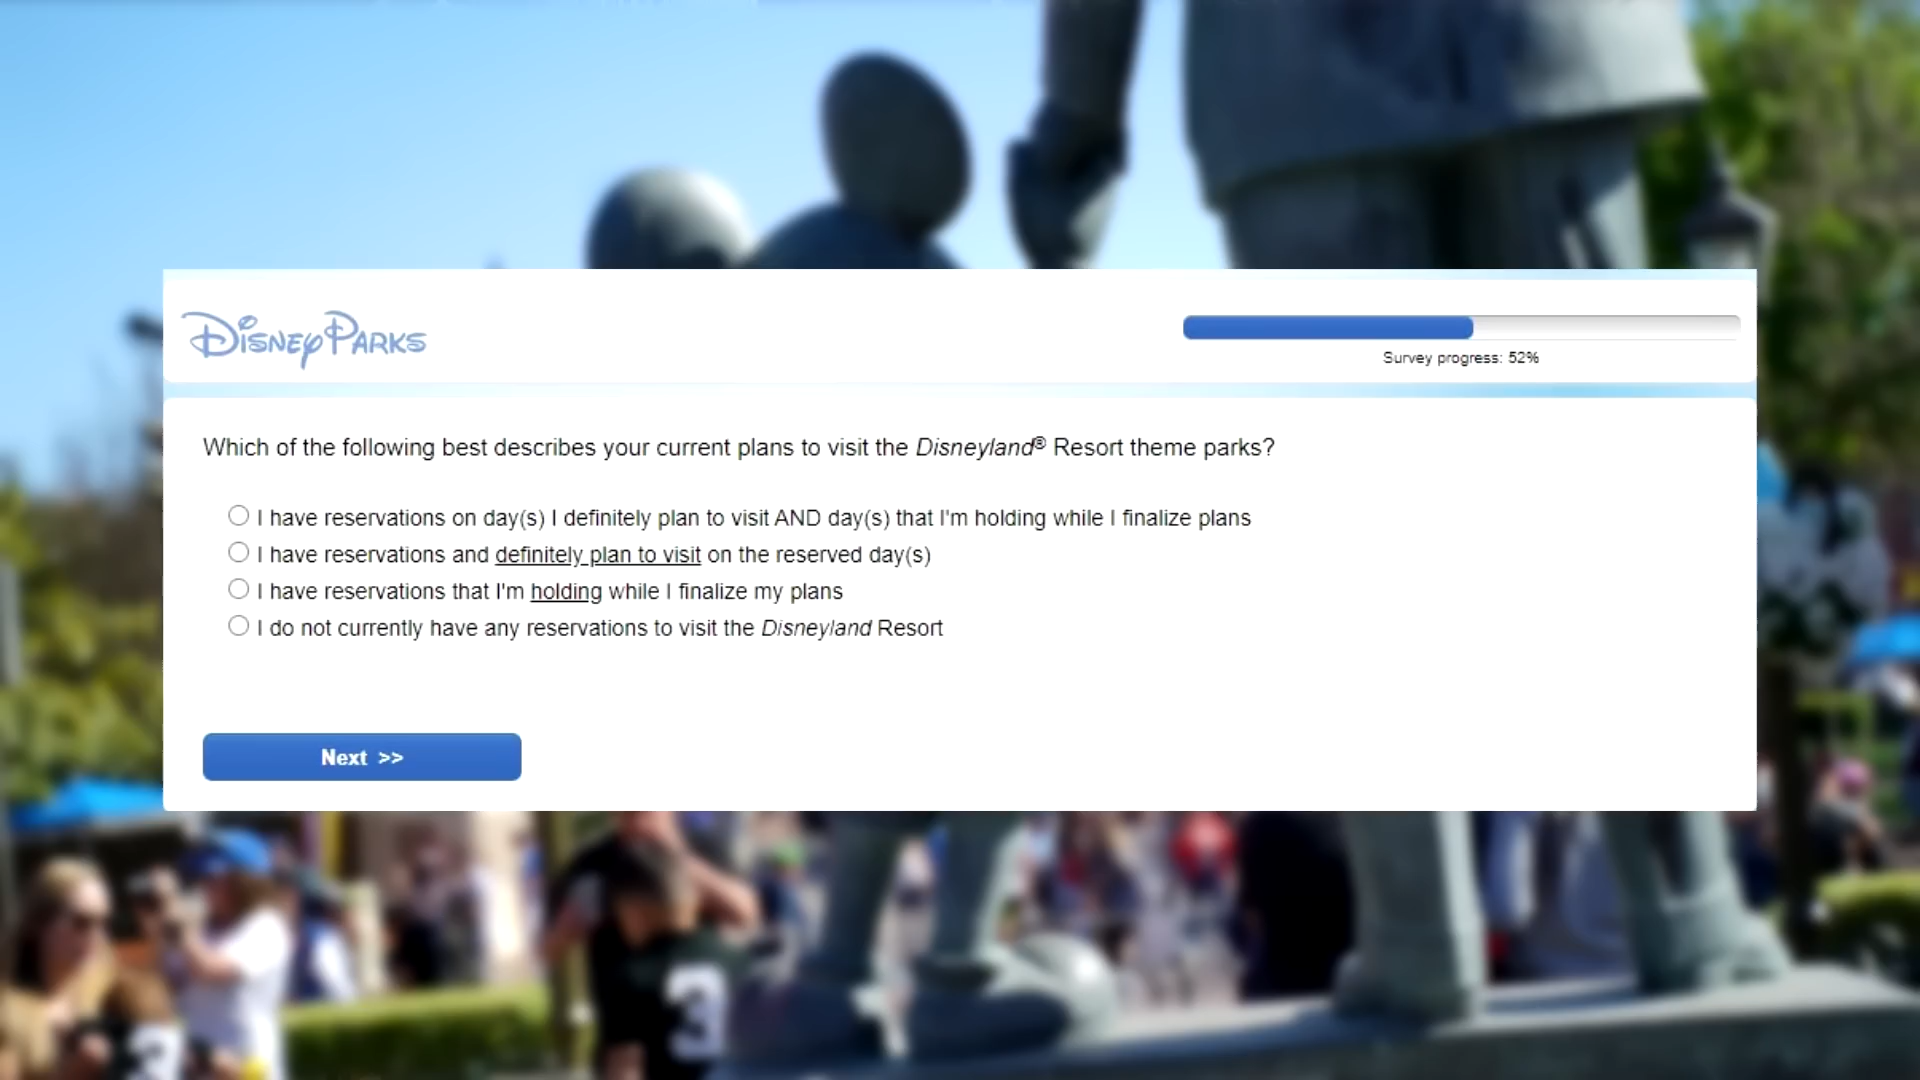 Disney Parks
Survey progress: 52%
Which of the following best describes your current plans to visit the Disneyland® Resort theme parks?
I have reservations on day(s) I definitely plan to visit AND day(s) that I'm holding while I finalize plans
I have reservations and definitely plan to visit on the reserved day(s)
I have reservations that I'm holding while I finalize my plans
I do not currently have any reservations to visit the Disneyland Resort
Next >>
3